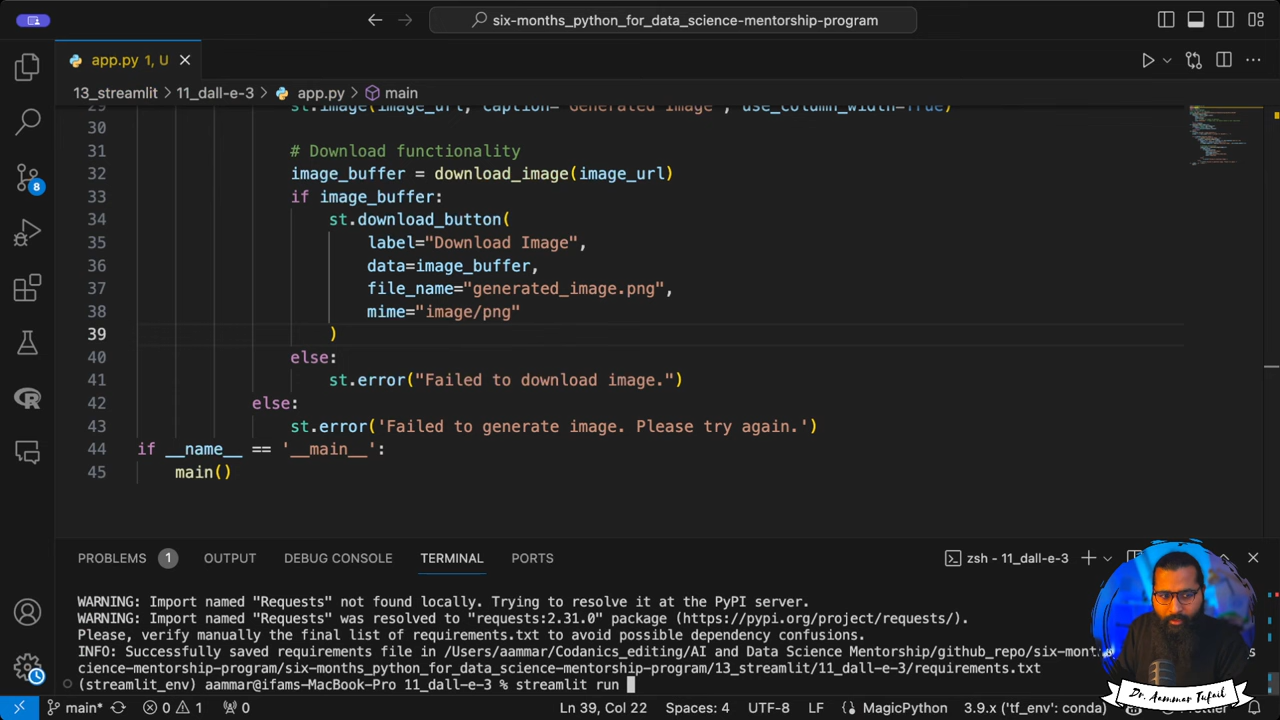 six-months_python_for_data_science-mentorship-program
app.py 1, U
13_streamlit > 11_dall-e-3 > app.py > main
29 st.image(image_url, caption='Generated Image', use_column_width=True)
30
31 # Download functionality
32 image_buffer = download_image(image_url)
33 if image_buffer:
34 st.download_button(
35 label="Download Image",
36 data=image_buffer,
37 file_name="generated_image.png",
38 mime="image/png"
39 )
40 else:
41 st.error("Failed to download image.")
42 else:
43 st.error('Failed to generate image. Please try again.')
44 if __name__ == '__main__':
45 main()
8
PROBLEMS 1 OUTPUT DEBUG CONSOLE TERMINAL PORTS zsh - 11_dall-e-3
WARNING: Import named "Requests" not found locally. Trying to resolve it at the PyPI server.
WARNING: Import named "Requests" was resolved to "requests:2.31.0" package (https://pypi.org/project/requests/).
Please, verify manually the final list of requirements.txt to avoid possible dependency confusions.
INFO: Successfully saved requirements file in /Users/aammar/Codanics_editing/AI and Data Science Mentorship/github_repo/six-months
cience-mentorship-program/six-months_python_for_data_science-mentorship-program/13_streamlit/11_dall-e-3/requirements.txt
(streamlit_env) aammar@ifams-MacBook-Pro 11_dall-e-3 % streamlit run
Dr. Aammar Tufail
main* 0 1 0 Ln 39, Col 22 Spaces: 4 UTF-8 LF MagicPython 3.9.x ('tf_env': conda) Prettier